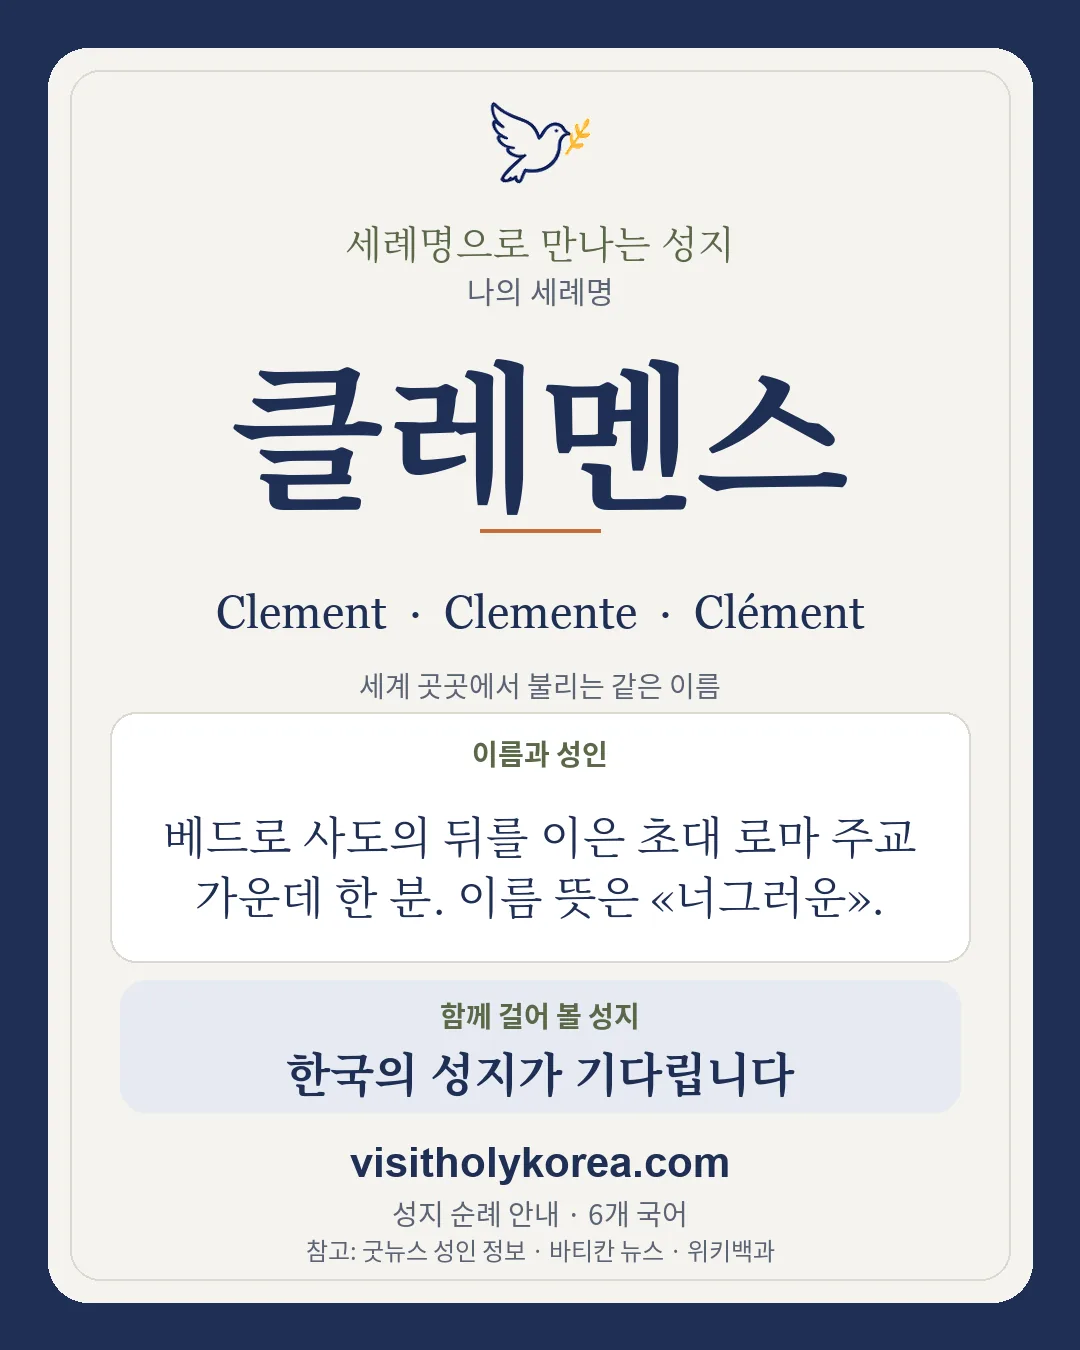 세례명으로 만나는 성지
나의 세례명
클레멘스
Clement · Clemente · Clément
세계 곳곳에서 불리는 같은 이름
이름과 성인
베드로 사도의 뒤를 이은 초대 로마 주교
가운데 한 분. 이름 뜻은 «너그러운».
함께 걸어 볼 성지
한국의 성지가 기다립니다
visitholykorea.com
성지 순례 안내 · 6개 국어
참고: 굿뉴스 성인 정보 · 바티칸 뉴스 · 위키백과